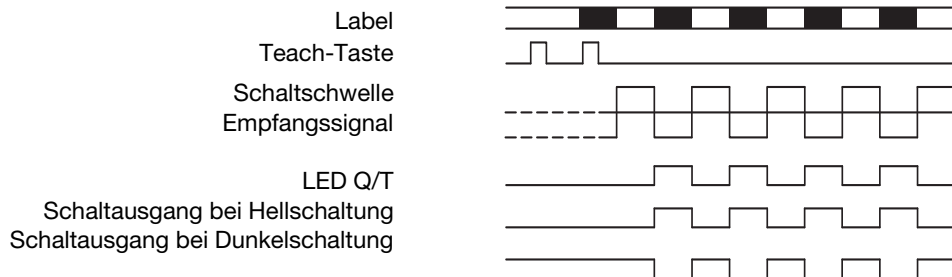 Label
Teach-Taste
Schaltschwelle
Empfangssignal
LED Q/T
Schaltausgang bei Hellschaltung
Schaltausgang bei Dunkelschaltung